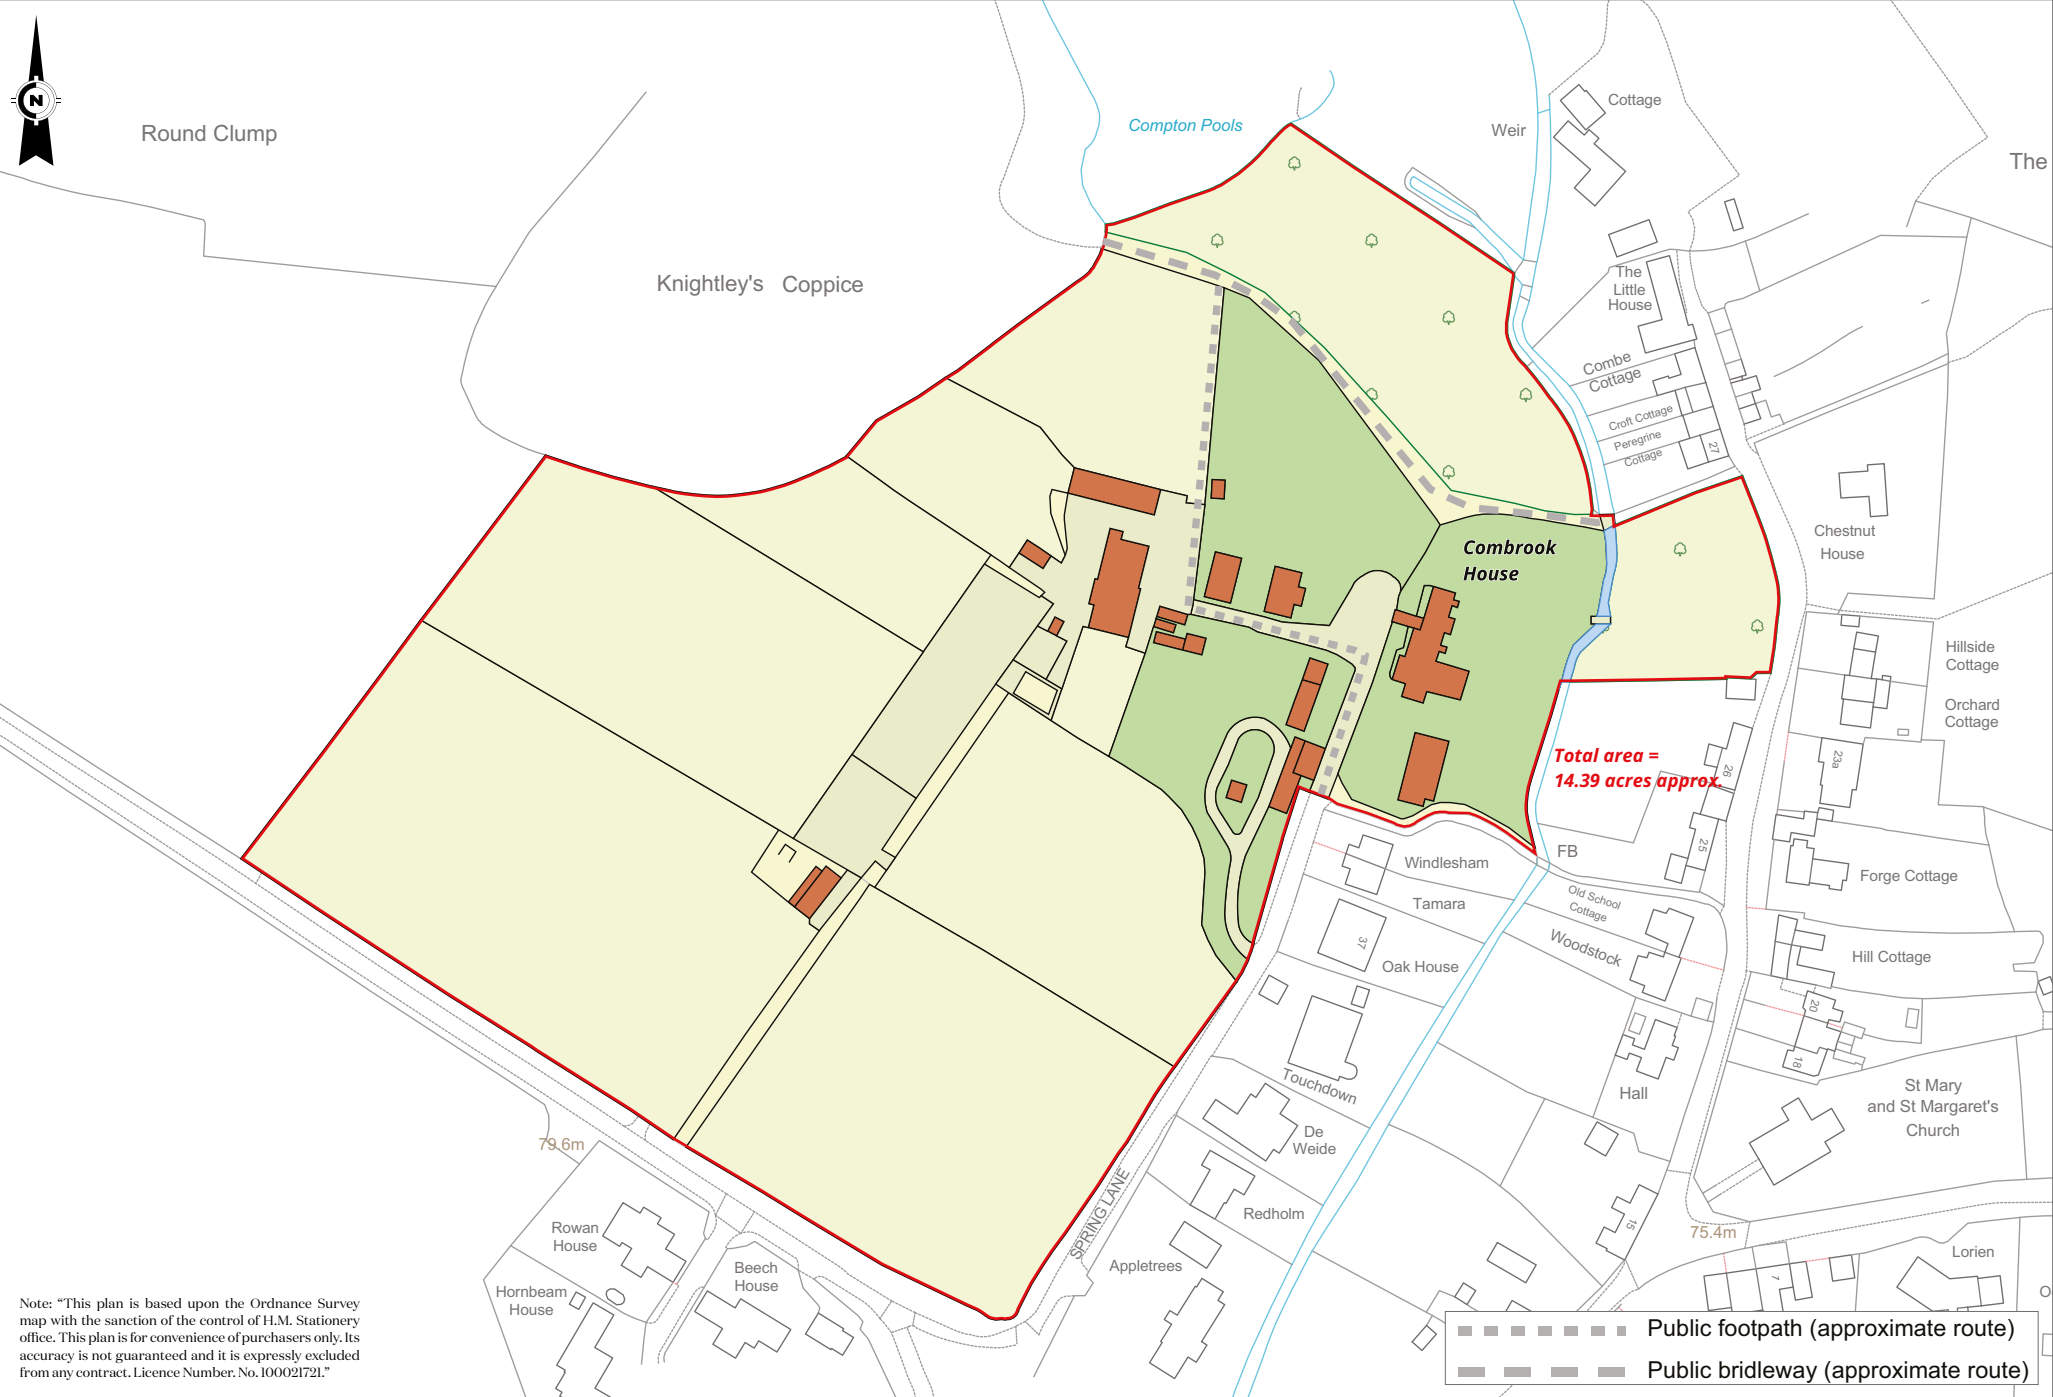 N
Round Clump
Knightley's Coppice
Compton Pools
Weir
Cottage
The
The
Little
House
Combe
Cottage
Croft Cottage
Peregrine
Cottage
27
Chestnut
House
Combrook
House
Hillside
Cottage
Orchard
Cottage
23a
Total area =
14.39 acres approx.
26
25
FB
Windlesham
Tamara
Old School
Cottage
Woodstock
37
Oak House
Forge Cottage
Hill Cottage
20
18
Touchdown
Hall
St Mary
and St Margaret's
Church
De
Weide
Redholm
SPRING LANE
Appletrees
15
75.4m
79.6m
Rowan
House
Beech
House
Hornbeam
House
Lorien
7
O
Note: “This plan is based upon the Ordnance Survey
map with the sanction of the control of H.M. Stationery
office. This plan is for convenience of purchasers only. Its
accuracy is not guaranteed and it is expressly excluded
from any contract. Licence Number. No. 100021721.”
Public footpath (approximate route)
Public bridleway (approximate route)